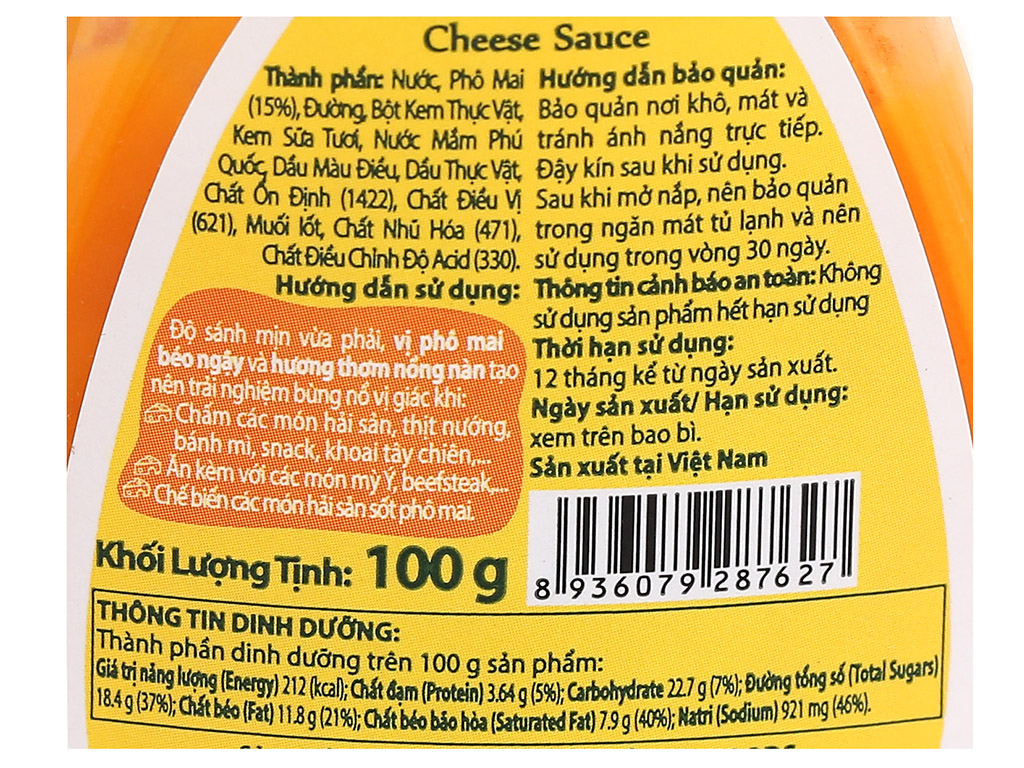 Cheese Sauce
Thành phần: Nước, Phô Mai
(15%), Đường, Bột Kem Thực Vật,
Kem Sữa Tươi, Nước Mắm Phú
Quốc, Dầu Màu Điều, Dầu Thực Vật,
Chất Ổn Định (1422), Chất Điều Vị
(621), Muối Iốt, Chất Nhũ Hóa (471),
Chất Điều Chỉnh Độ Acid (330).
Hướng dẫn sử dụng:
Độ sánh mịn vừa phải, vị phô mai
béo ngậy và hương thơm nồng nàn tạo
nên trải nghiệm bùng nổ vị giác khi:
Chấm các món hải sản, thịt nướng,
bánh mì, snack, khoai tây chiên,...
Ăn kèm với các món mỳ Ý, beefsteak,...
Chế biến các món hải sản sốt phô mai.
Hướng dẫn bảo quản:
Bảo quản nơi khô, mát và
tránh ánh nắng trực tiếp.
Đậy kín sau khi sử dụng.
Sau khi mở nắp, nên bảo quản
trong ngăn mát tủ lạnh và nên
sử dụng trong vòng 30 ngày.
Thông tin cảnh báo an toàn: Không
sử dụng sản phẩm hết hạn sử dụng
Thời hạn sử dụng:
12 tháng kể từ ngày sản xuất.
Ngày sản xuất/ Hạn sử dụng:
xem trên bao bì.
Sản xuất tại Việt Nam
Khối Lượng Tịnh: 100 g
8 936079 287627
THÔNG TIN DINH DƯỠNG:
Thành phần dinh dưỡng trên 100 g sản phẩm:
Giá trị năng lượng (Energy) 212 (kcal); Chất đạm (Protein) 3.64 g (5%); Carbohydrate 22.7 g (7%); Đường tổng số (Total Sugars)
18.4 g (37%); Chất béo (Fat) 11.8 g (21%); Chất béo bão hòa (Saturated Fat) 7.9 g (40%); Natri (Sodium) 921 mg (46%).